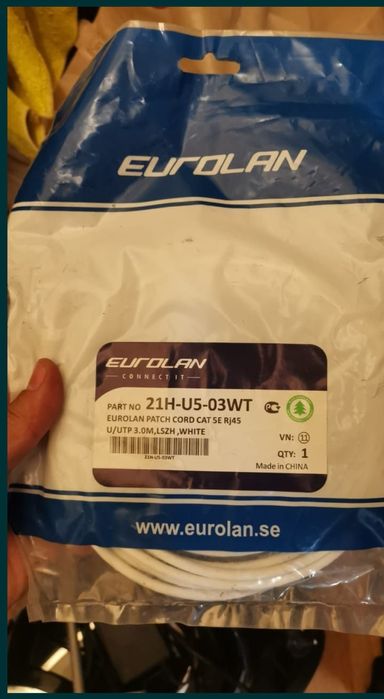 EUROLAN
EUROLAN
CONNECT IT
PART NO 21H-U5-03WT
EUROLAN PATCH CORD CAT 5E Rj45
U/UTP 3.0M,LSZH ,WHITE
VN: 11
21H-U5-03WT
QTY: 1
Made in CHINA
www.eurolan.se